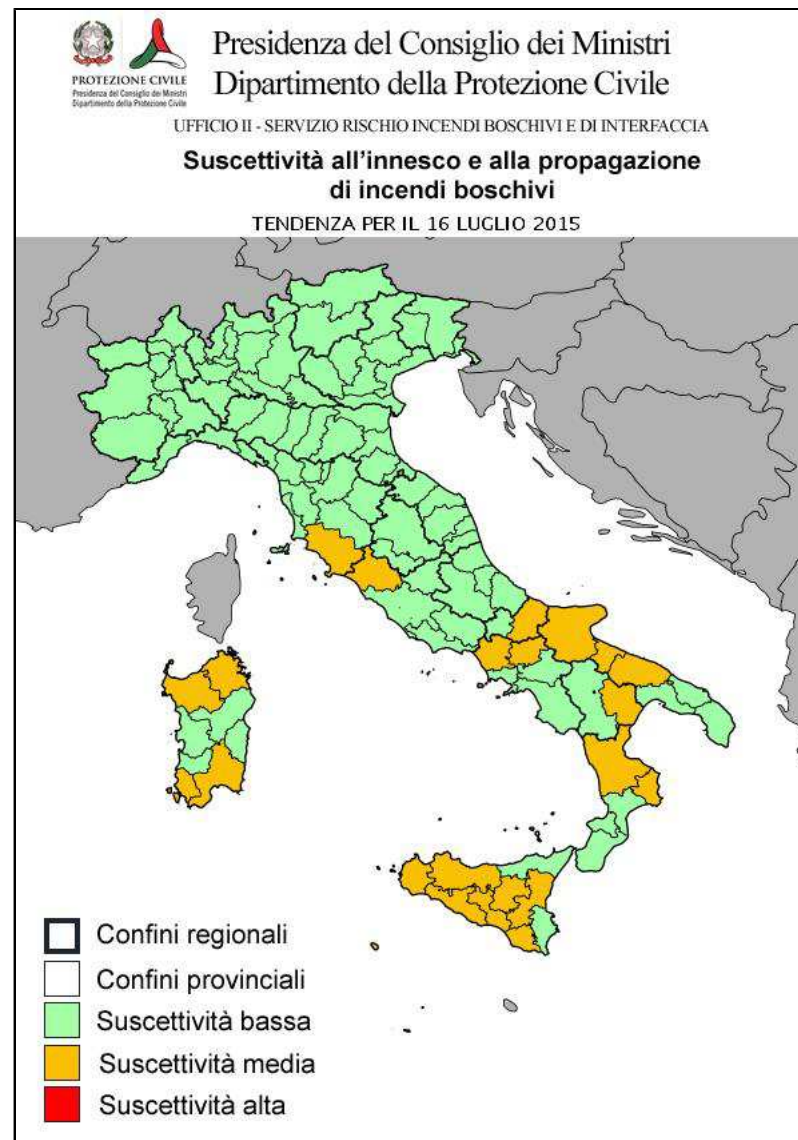 Presidenza del Consiglio dei Ministri
Dipartimento della Protezione Civile
PROTEZIONE CIVILE
Presidenza del Consiglio dei Ministri
Dipartimento della Protezione Civile
UFFICIO II - SERVIZIO RISCHIO INCENDI BOSCHIVI E DI INTERFACCIA
Suscettività all'innesco e alla propagazione
di incendi boschivi
TENDENZA PER IL 16 LUGLIO 2015
Confini regionali
Confini provinciali
Suscettività bassa
Suscettività media
Suscettività alta